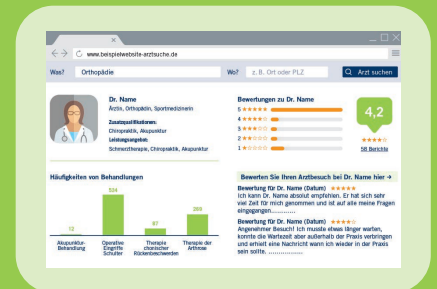 www.beispielwebsite-arztsuche.de
Was?
Orthopädie
Wo?
z. B. Ort oder PLZ
Arzt suchen
Dr. Name
Ärztin, Orthopädin, Sportmedizinerin
Zusatzqualifikationen:
Chiropraktik, Akupunktur
Leistungsangebot:
Schmerztherapie, Chiropraktik, Akupunktur
Bewertungen zu Dr. Name
5 ★★★★★
4 ★★★★☆
3 ★★★☆☆
2 ★★☆☆☆
1 ★☆☆☆☆
4,2
★★★★☆
56 Berichte
Häufigkeiten von Behandlungen
534
Akupunktur-
Behandlung
Operative
Eingriffe
Schulter
Therapie
chronischer
Rückenbeschwerden
Therapie der
Arthrose
Bewerten Sie Ihren Arztbesuch bei Dr. Name hier →
Bewertung für Dr. Name (Datum) ★★★★★
Ich kann Dr. Name absolut empfehlen. Er hat sich sehr
viel Zeit für mich genommen und ist auf alle meine Fragen
eingegangen............
Bewertung für Dr. Name (Datum) ★★★★☆
Angenehmer Besuch! Ich musste etwas länger warten,
konnte die Wartezeit aber außerhalb der Praxis verbringen
und erhielt eine Nachricht wann ich wieder in der Praxis
sein sollte. .................